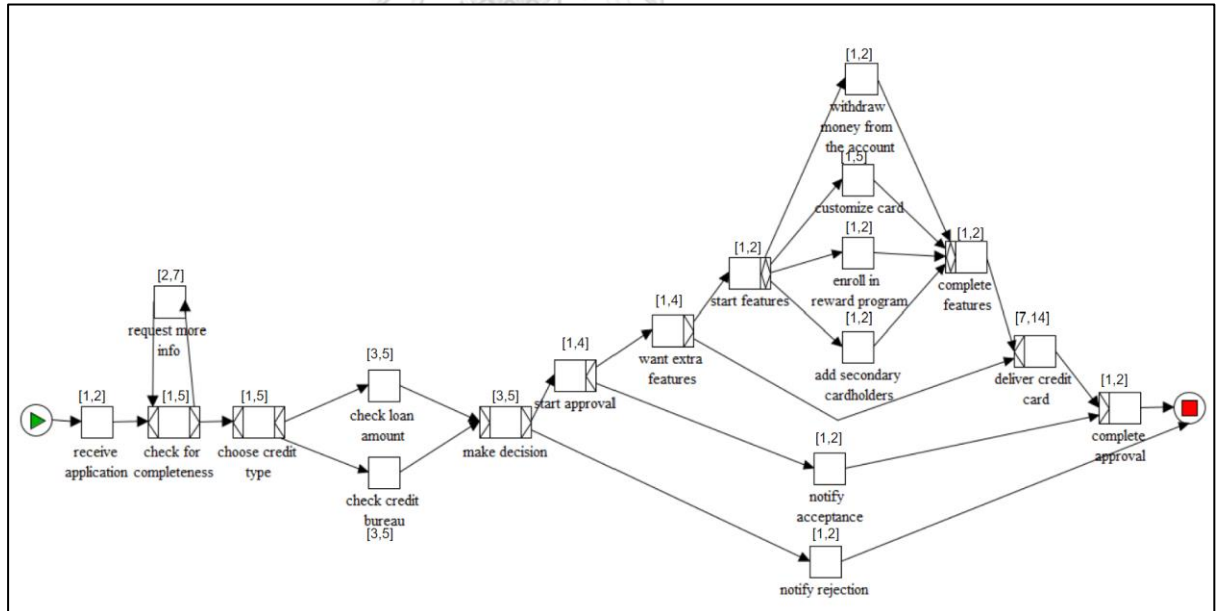 [1,2]
withdraw
money from
the account
[1,5]
customize card
[1,2]
enroll in
reward program
[1,2]
add secondary
cardholders
[1,2]
start features
[1,2]
complete
features
[2,7]
request more
info
[1,4]
want extra
features
[7,14]
deliver credit
card
[1,2]
receive
application
[1,5]
check for
completeness
[1,5]
choose credit
type
[3,5]
check loan
amount
check credit
bureau
[3,5]
[3,5]
make decision
[1,4]
start approval
[1,2]
complete
approval
[1,2]
notify
acceptance
[1,2]
notify rejection